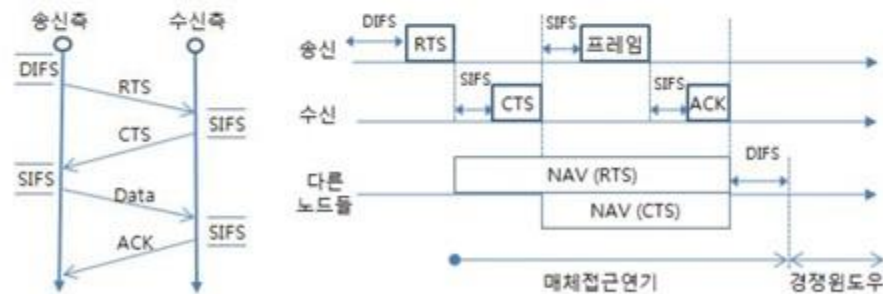 송신측 수신측
DIFS
RTS
SIFS
CTS
SIFS
Data
SIFS
ACK
DIFS SIFS
송신 RTS 프레임
SIFS SIFS
수신 CTS ACK
DIFS
다른
노드들
NAV (RTS)
NAV (CTS)
매체접근연기 경쟁윈도우